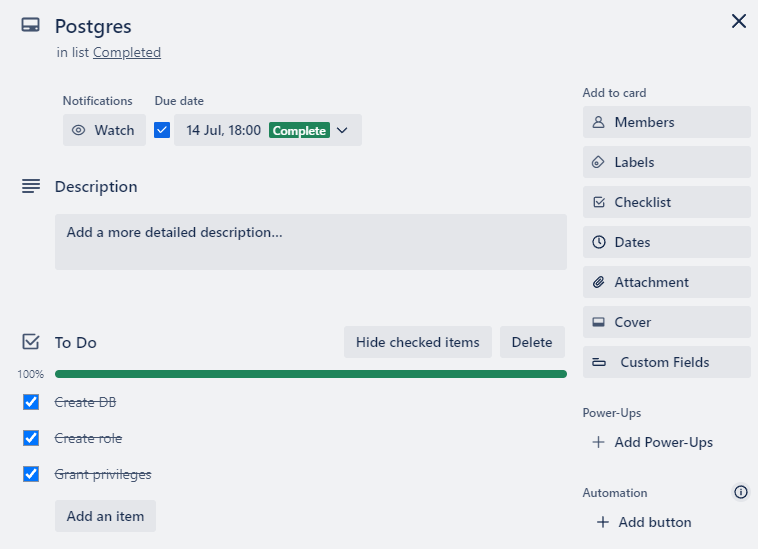 Postgres
in list Completed
Notifications
Due date
Watch
14 Jul, 18:00 Complete
Description
Add a more detailed description...
To Do
Hide checked items
Delete
100%
Create DB
Create role
Grant privileges
Add an item
Add to card
Members
Labels
Checklist
Dates
Attachment
Cover
Custom Fields
Power-Ups
Add Power-Ups
Automation
Add button